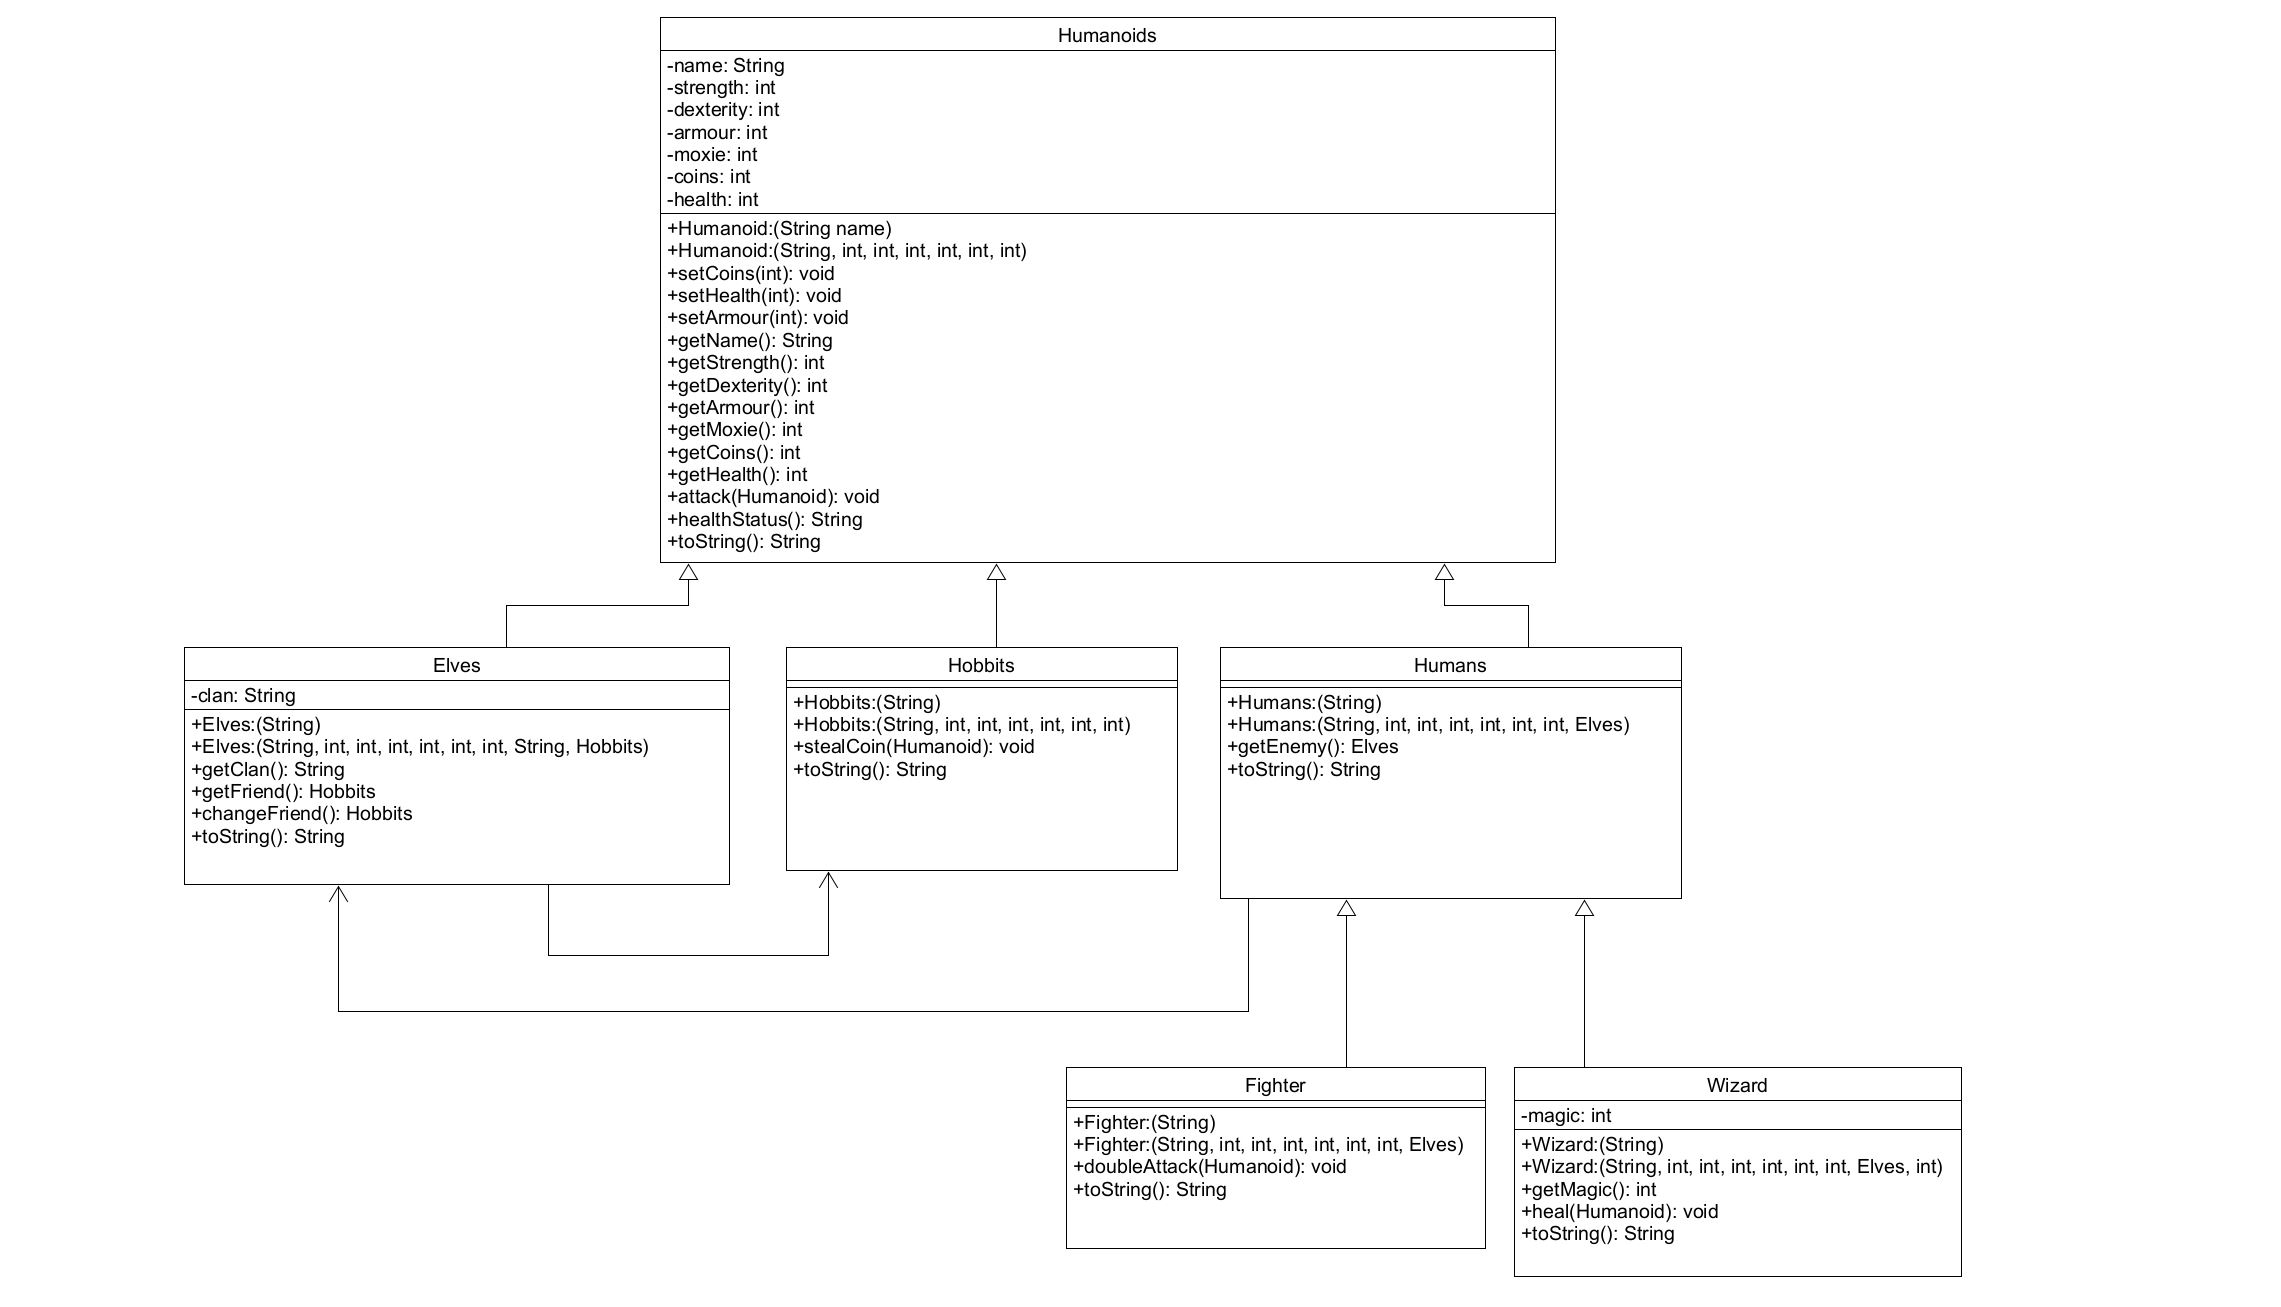 Humanoids
-name: String
-strength: int
-dexterity: int
-armour: int
-moxie: int
-coins: int
-health: int
+Humanoid:(String name)
+Humanoid:(String, int, int, int, int, int, int)
+setCoins(int): void
+setHealth(int): void
+setArmour(int): void
+getName(): String
+getStrength(): int
+getDexterity(): int
+getArmour(): int
+getMoxie(): int
+getCoins(): int
+getHealth(): int
+attack(Humanoid): void
+healthStatus(): String
+toString(): String
Elves
-clan: String
+Elves:(String)
+Elves:(String, int, int, int, int, int, int, String, Hobbits)
+getClan(): String
+getFriend(): Hobbits
+changeFriend(): Hobbits
+toString(): String
Hobbits
+Hobbits:(String)
+Hobbits:(String, int, int, int, int, int, int)
+stealCoin(Humanoid): void
+toString(): String
Humans
+Humans:(String)
+Humans:(String, int, int, int, int, int, int, Elves)
+getEnemy(): Elves
+toString(): String
Fighter
+Fighter:(String)
+Fighter:(String, int, int, int, int, int, int, Elves)
+doubleAttack(Humanoid): void
+toString(): String
Wizard
-magic: int
+Wizard:(String)
+Wizard:(String, int, int, int, int, int, int, Elves, int)
+getMagic(): int
+heal(Humanoid): void
+toString(): String